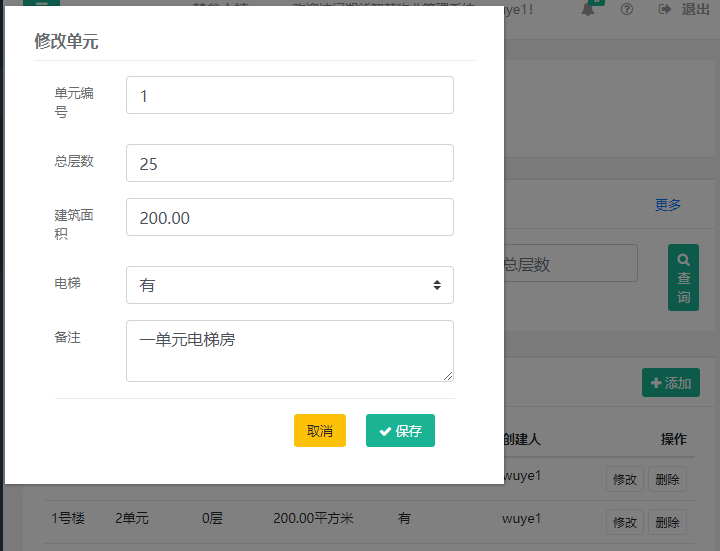 wuye1!
退出
修改单元
单元编
号
1
总层数
25
建筑面
积
200.00
电梯
有
备注
一单元电梯房
取消
保存
更多
总层数
查
询
添加
创建人
操作
wuye1
修改
删除
1号楼
2单元
0层
200.00平方米
有
wuye1
修改
删除